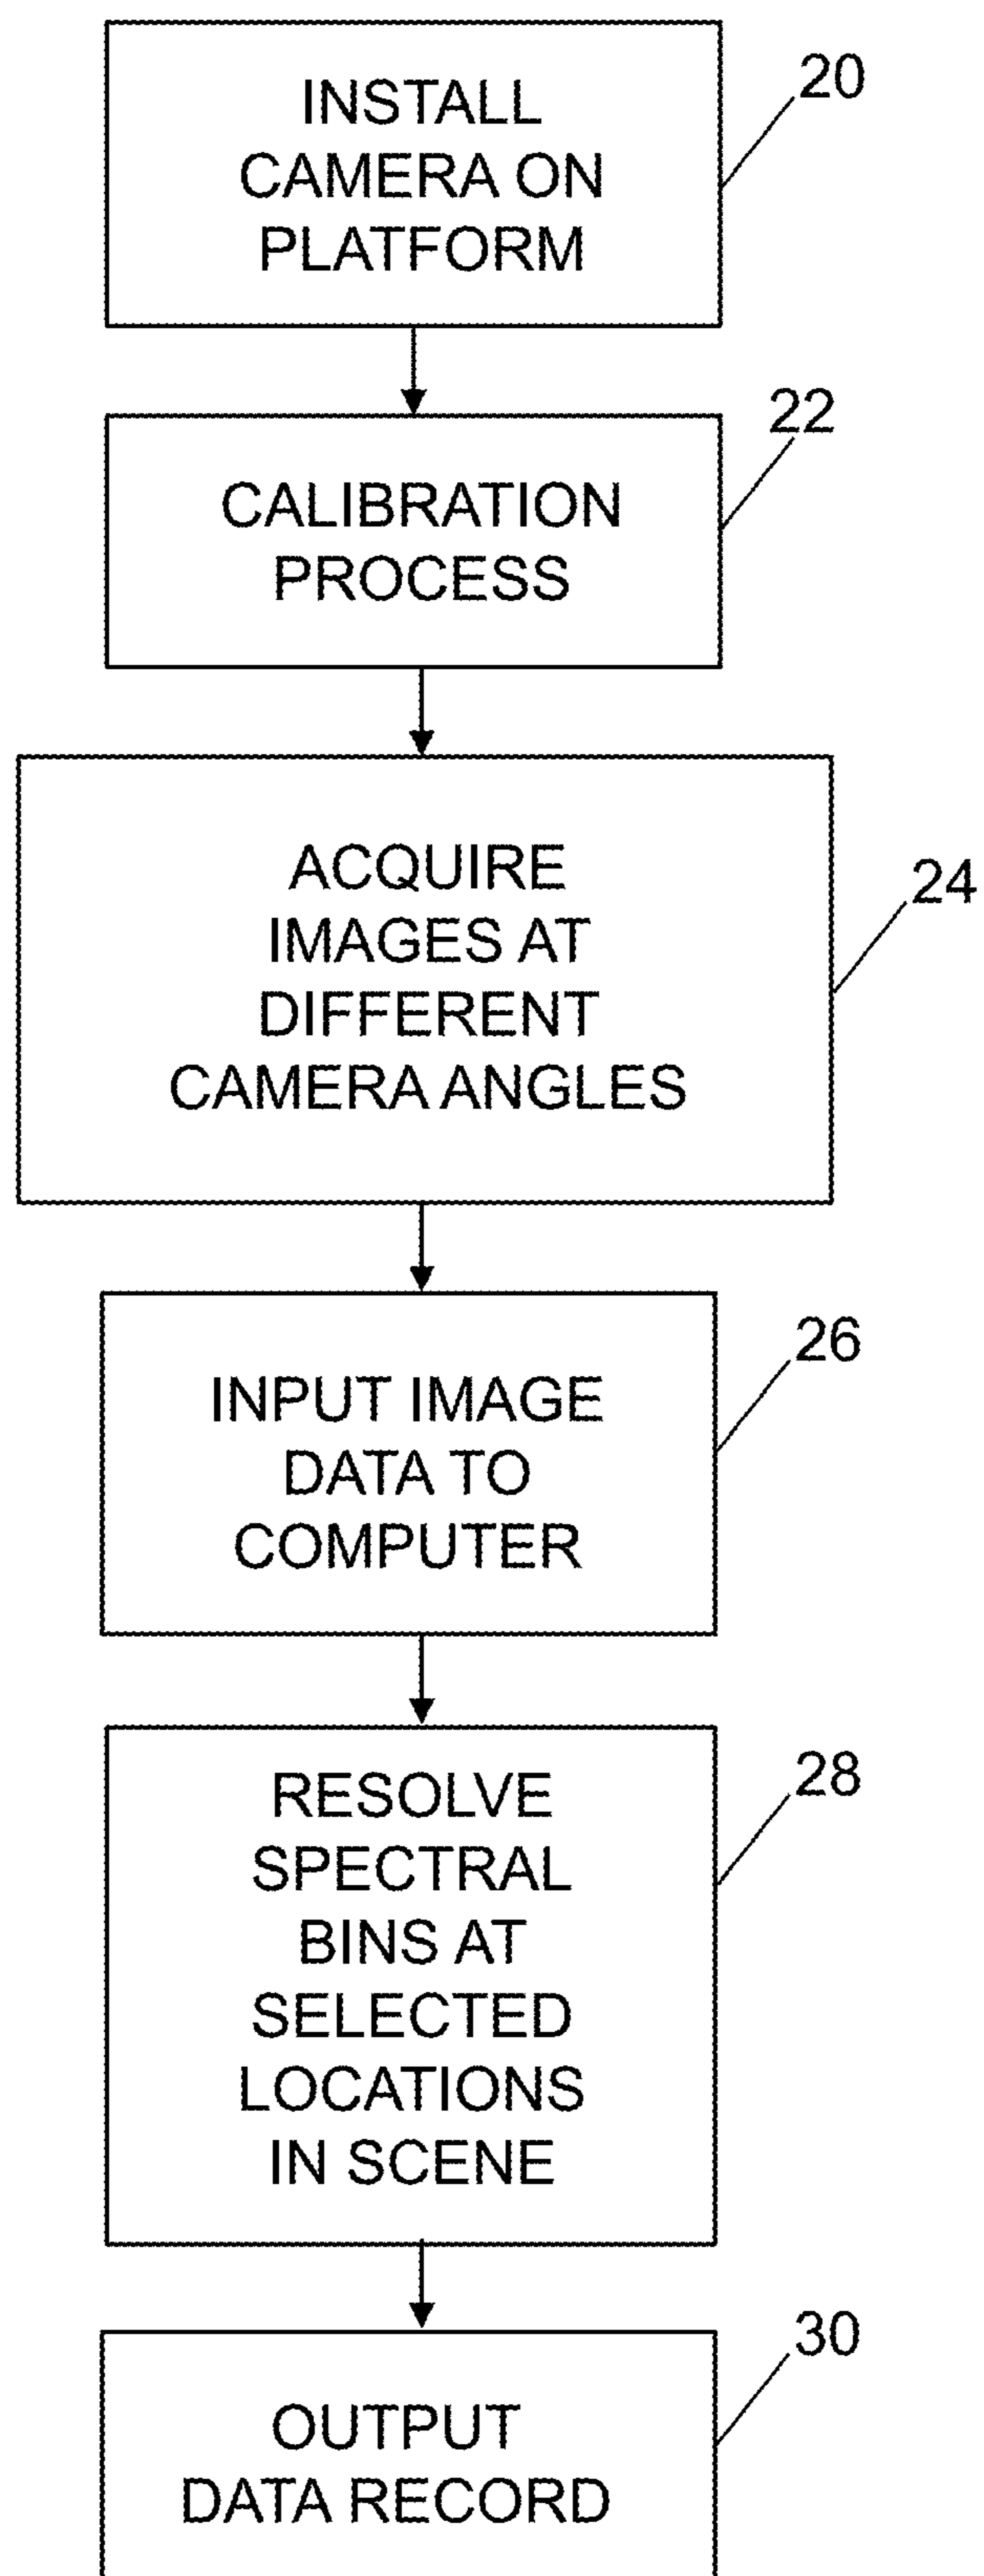 INSTALL
CAMERA ON
PLATFORM
20
CALIBRATION
PROCESS
22
ACQUIRE
IMAGES AT
DIFFERENT
CAMERA ANGLES
24
INPUT IMAGE
DATA TO
COMPUTER
26
RESOLVE
SPECTRAL
BINS AT
SELECTED
LOCATIONS
IN SCENE
28
OUTPUT
DATA RECORD
30